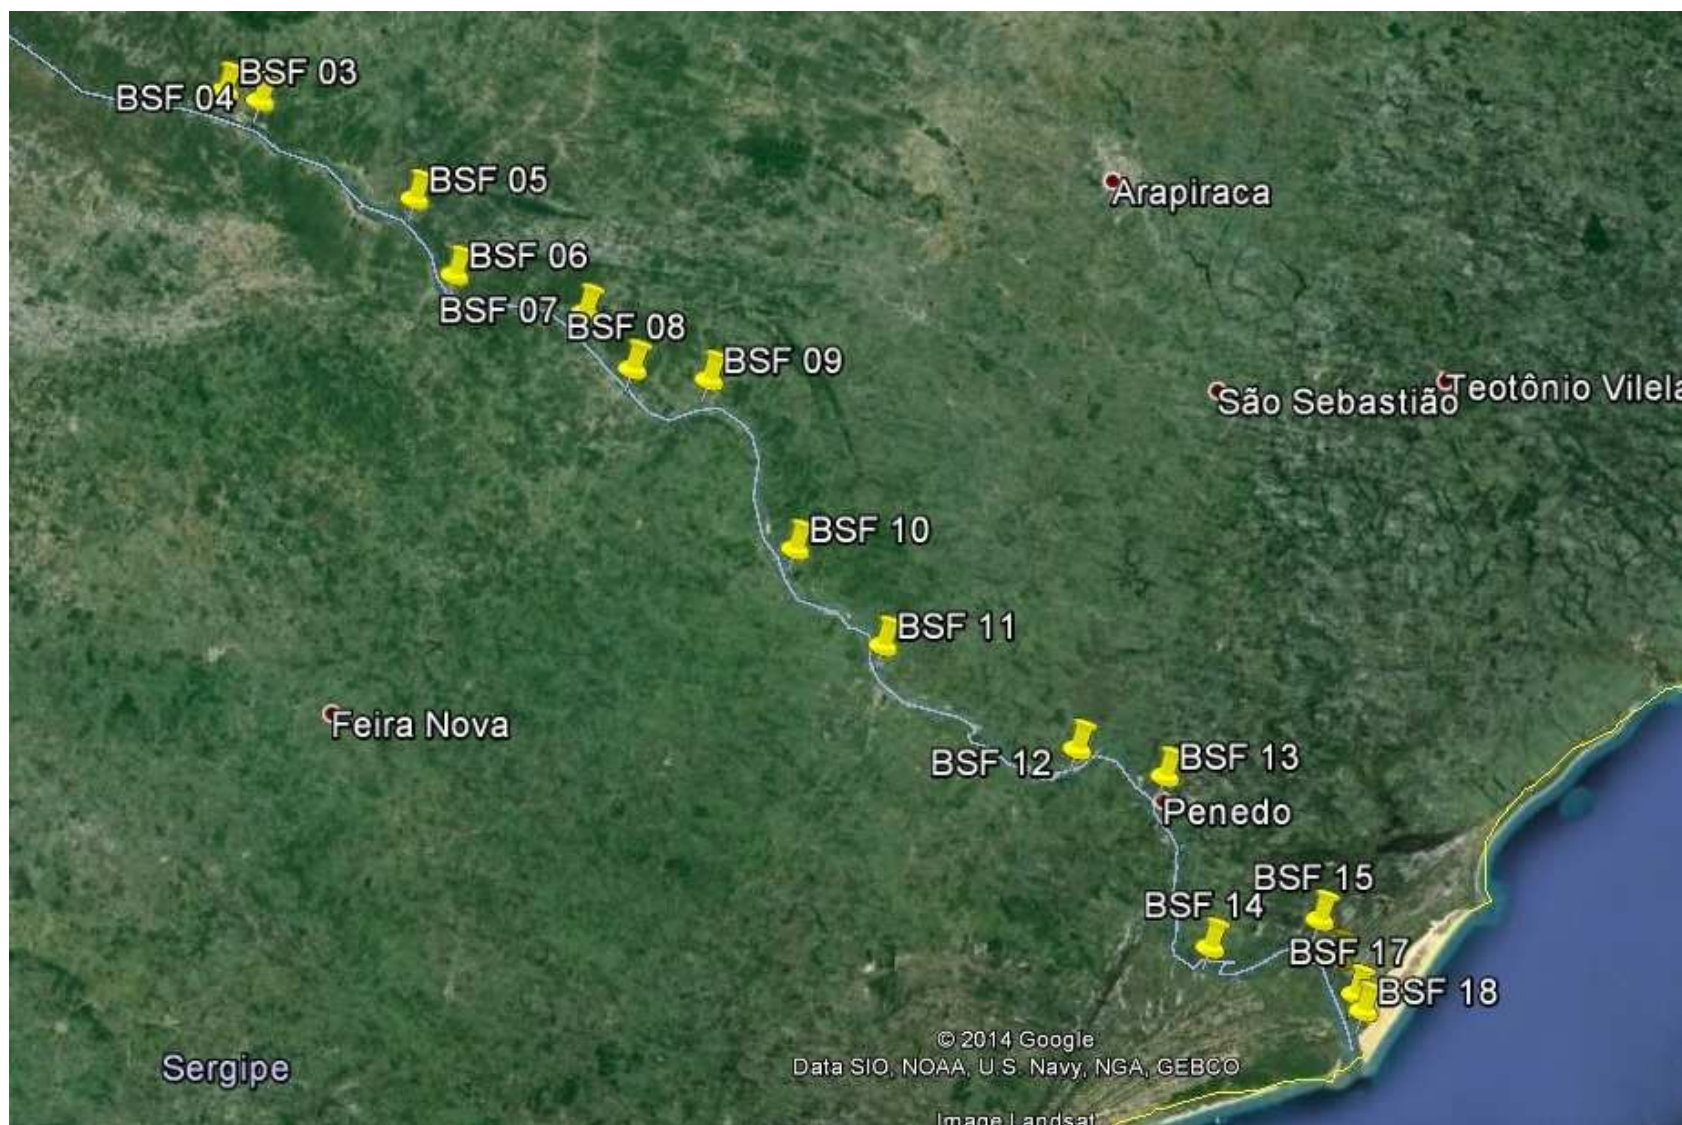 BSF 03
BSF 04
BSF 05
Arapiraca
BSF 06
BSF 07
BSF 08
BSF 09
São Sebastião
Teotônio Vilela
BSF 10
BSF 11
Feira Nova
BSF 12
BSF 13
Penedo
BSF 15
BSF 14
BSF 17
BSF 18
© 2014 Google
Sergipe
Data SIO, NOAA, U.S. Navy, NGA, GEBCO
Image Landsat